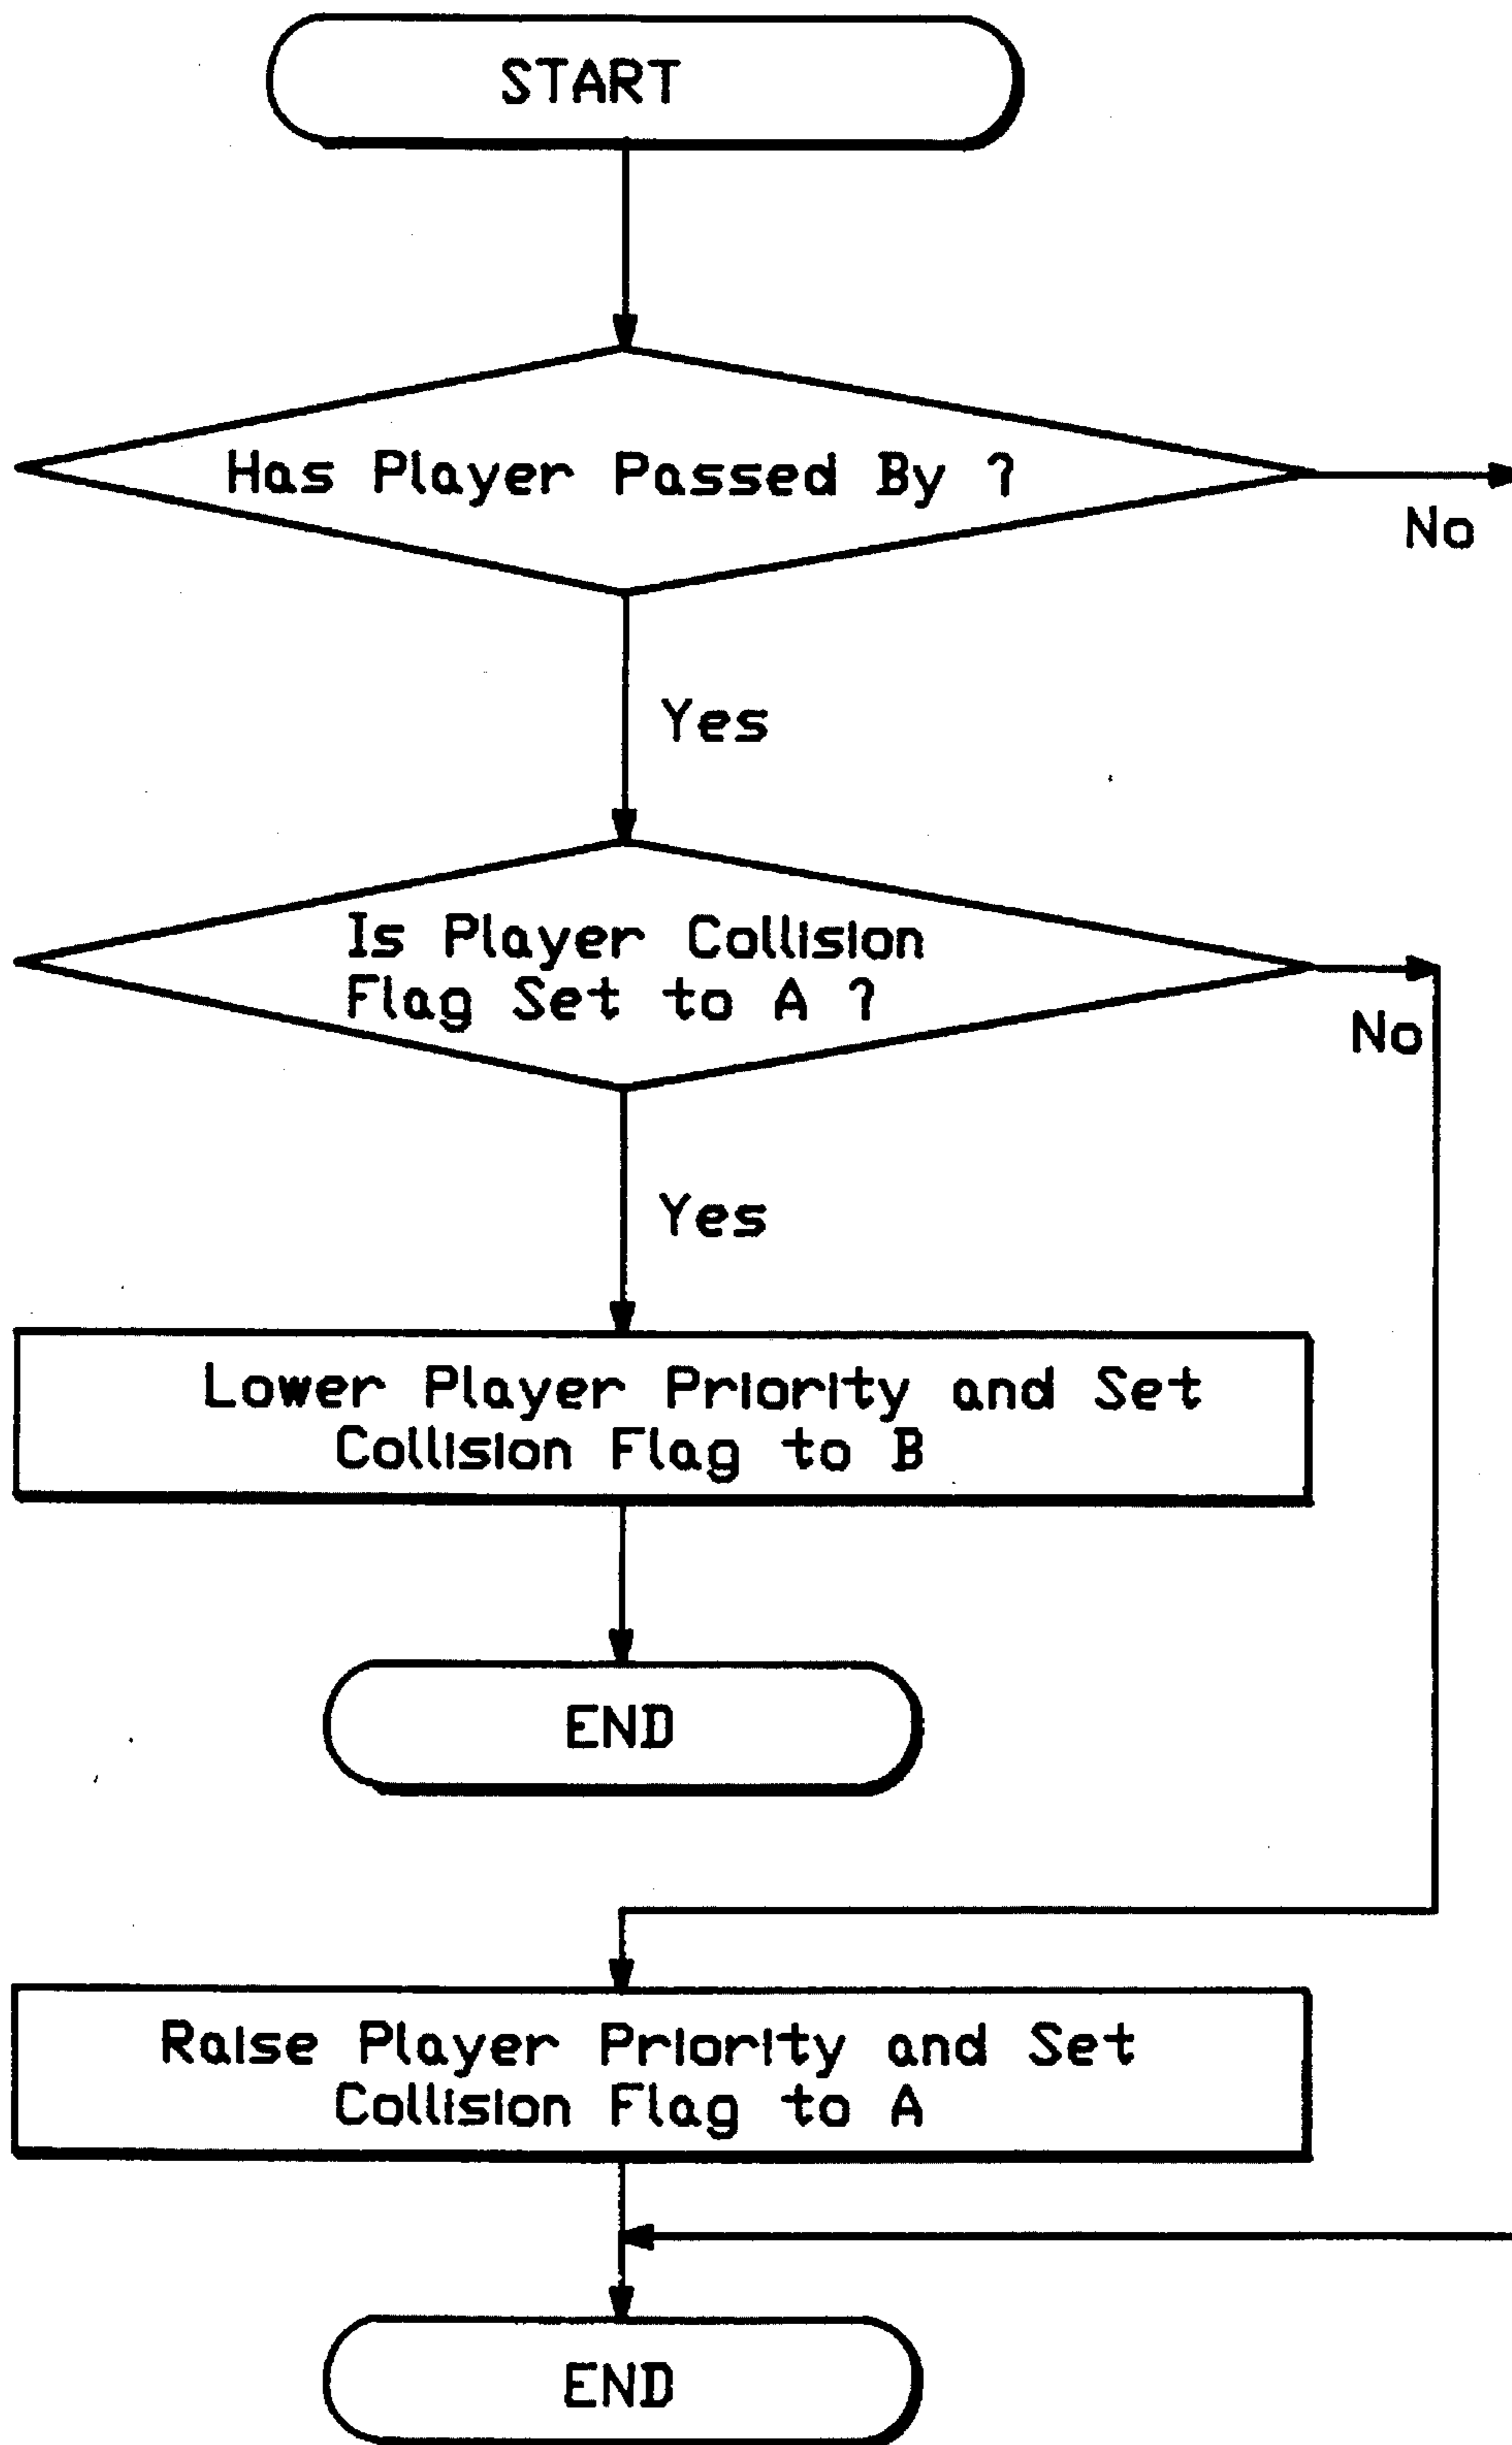 START
Has Player Passed By ?
No
Yes
Is Player Collision
Flag Set to A ?
No
Yes
Lower Player Priority and Set
Collision Flag to B
END
Raise Player Priority and Set
Collision Flag to A
END